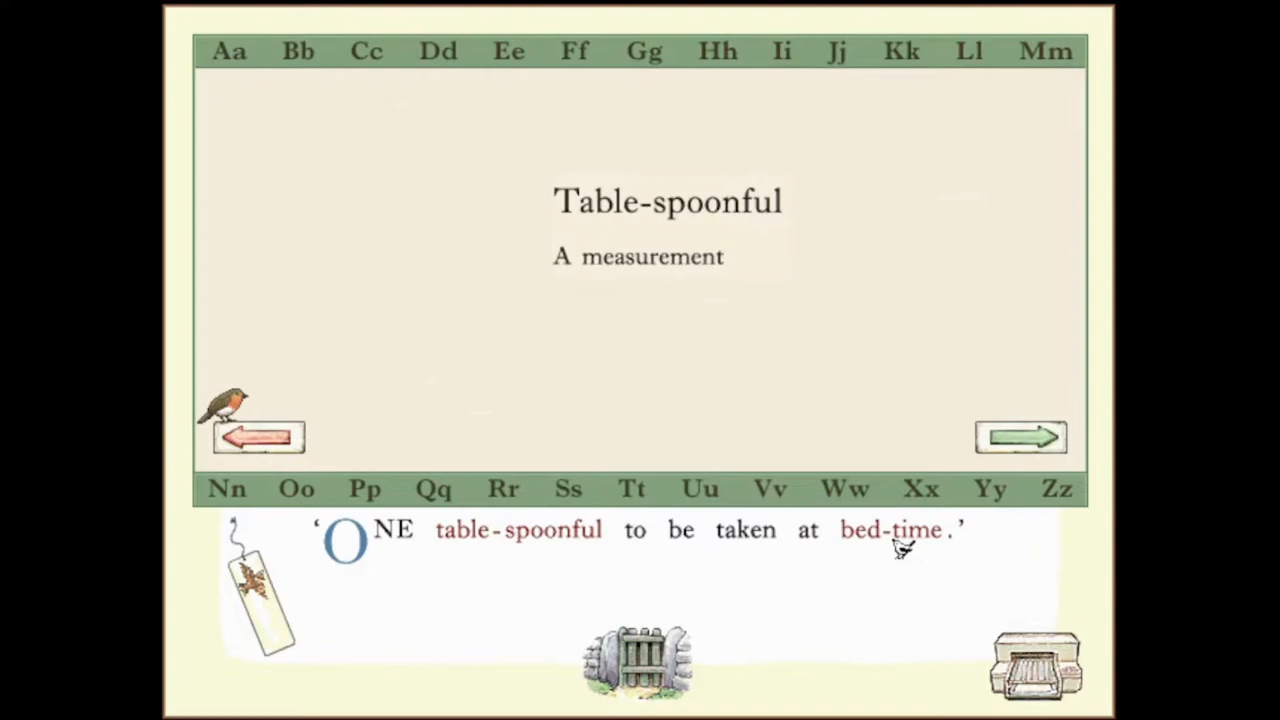 Aa Bb Cc Dd Ee Ff Gg Hh Ii Jj Kk Ll Mm
Table-spoonful
A measurement
Nn Oo Pp Qq Rr Ss Tt Uu Vv Ww Xx Yy Zz
‘ONE table-spoonful to be taken at bed-time.’